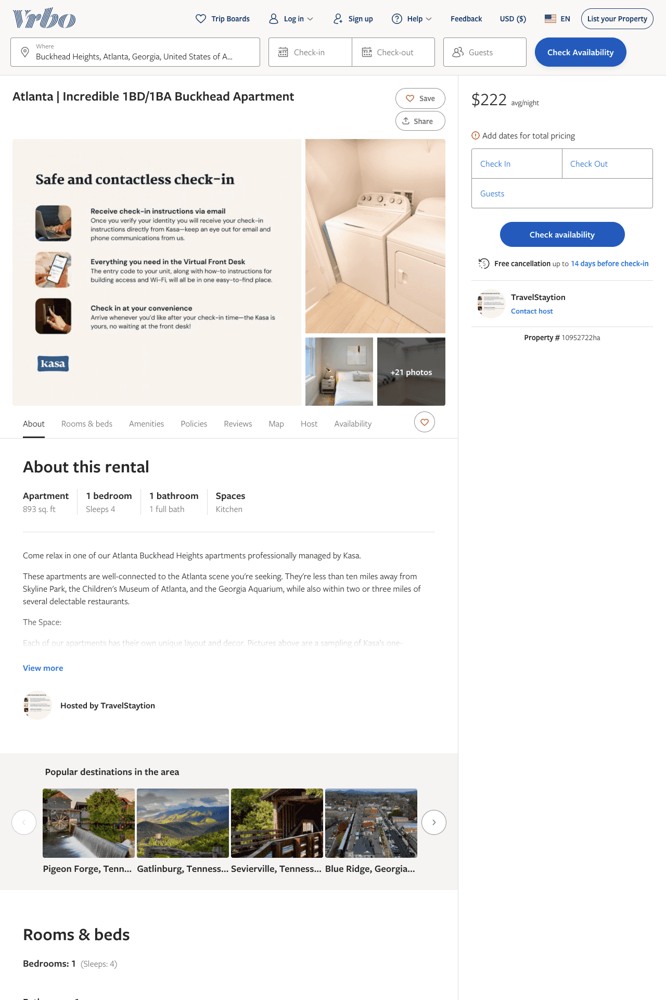 Vrbo
Trip Boards
Log in
Sign up
Help
Feedback
USD ($)
EN
List your Property
Where
Buckhead Heights, Atlanta, Georgia, United States of A...
Check-in
Check-out
Guests
Check Availability
Atlanta | Incredible 1BD/1BA Buckhead Apartment
Save
Share
Safe and contactless check-in
Receive check-in instructions via email
Once you verify your identity you will receive your check-in
instructions directly from Kasa—keep an eye out for email and
phone communications from us.
Everything you need in the Virtual Front Desk
The entry code to your unit, along with how-to instructions for
building access and Wi-Fi, will all be in one easy-to-find place.
Check in at your convenience
Arrive whenever you'd like after your check-in time—the Kasa is
yours, no waiting at the front desk!
kasa
+21 photos
$222 avg/night
Add dates for total pricing
Check In
Check Out
Guests
Check availability
Free cancellation up to 14 days before check-in
TravelStaytion
Contact host
Property # 10952722ha
About
Rooms & beds
Amenities
Policies
Reviews
Map
Host
Availability
About this rental
Apartment
893 sq. ft
1 bedroom
Sleeps 4
1 bathroom
1 full bath
Spaces
Kitchen
Come relax in one of our Atlanta Buckhead Heights apartments professionally managed by Kasa.
These apartments are well-connected to the Atlanta scene you're seeking. They're less than ten miles away from
Skyline Park, the Children's Museum of Atlanta, and the Georgia Aquarium, while also within two or three miles of
several delectable restaurants.
The Space:
Each of our apartments has their own unique layout and decor. Pictures above are a sampling of Kasa's one-
View more
Hosted by TravelStaytion
Popular destinations in the area
Pigeon Forge, Tenn...
Gatlinburg, Tenness...
Sevierville, Tenness...
Blue Ridge, Georgia...
Rooms & beds
Bedrooms: 1 (Sleeps: 4)